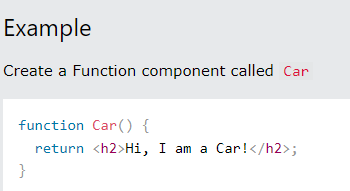 Example
Create a Function component called Car
function Car() {
  return <h2>Hi, I am a Car!</h2>;
}